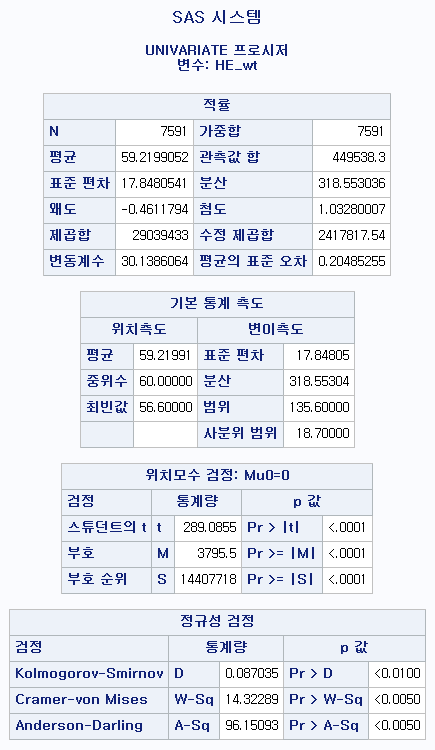 SAS 시스템
UNIVARIATE 프로시저
변수: HE_wt
적률
N 7591 가중합 7591
평균 59.2199052 관측값 합 449538.3
표준 편차 17.8480541 분산 318.553036
왜도 -0.4611794 첨도 1.03280007
제곱합 29039433 수정 제곱합 2417817.54
변동계수 30.1386064 평균의 표준 오차 0.20485255
기본 통계 측도
위치측도 변이측도
평균 59.21991 표준 편차 17.84805
중위수 60.00000 분산 318.55304
최빈값 56.60000 범위 135.60000
사분위 범위 18.70000
위치모수 검정: Mu0=0
검정 통계량 p 값
스튜던트의 t t 289.0855 Pr > |t| <.0001
부호 M 3795.5 Pr >= |M| <.0001
부호 순위 S 14407718 Pr >= |S| <.0001
정규성 검정
검정 통계량 p 값
Kolmogorov-Smirnov D 0.087035 Pr > D <0.0100
Cramer-von Mises W-Sq 14.32289 Pr > W-Sq <0.0050
Anderson-Darling A-Sq 96.15093 Pr > A-Sq <0.0050